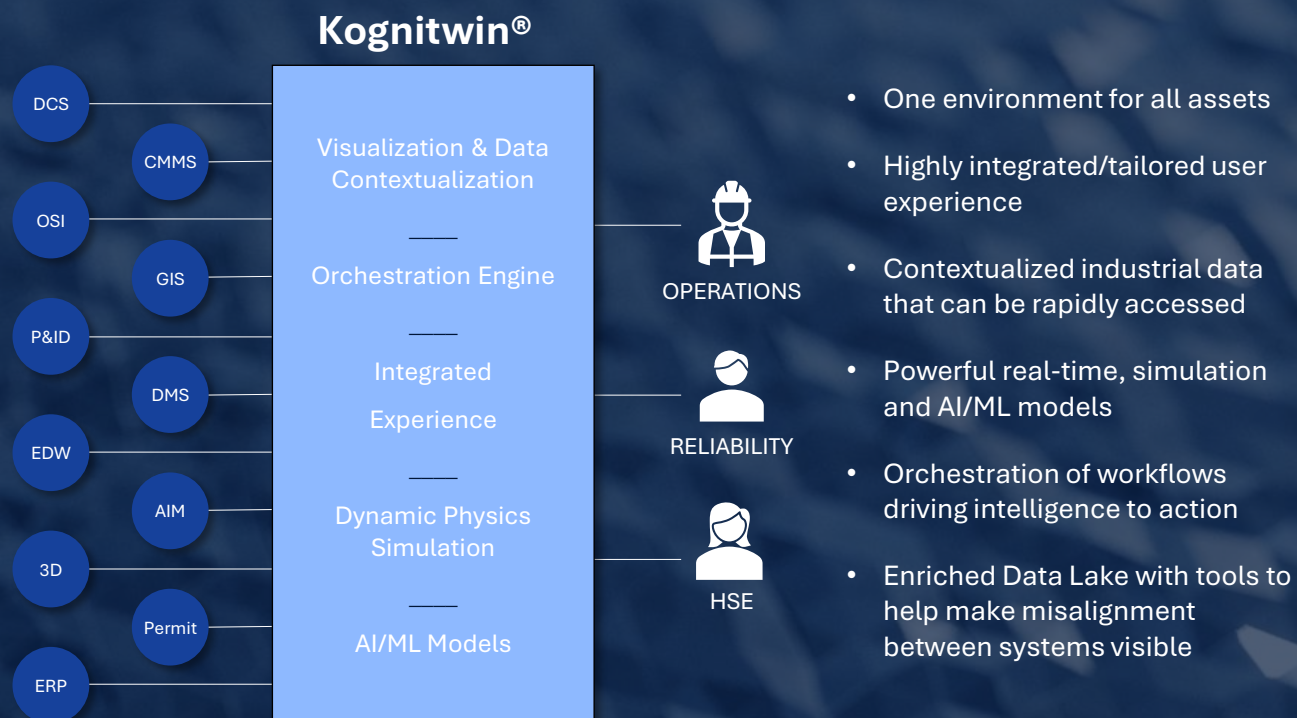 Kognitwin®
DCS
CMMS
OSI
GIS
P&ID
DMS
EDW
AIM
3D
Permit
ERP
Visualization & Data
Contextualization
Orchestration Engine
Integrated
Experience
Dynamic Physics
Simulation
AI/ML Models
OPERATIONS
RELIABILITY
HSE
• One environment for all assets
• Highly integrated/tailored user
experience
• Contextualized industrial data
that can be rapidly accessed
• Powerful real-time, simulation
and AI/ML models
• Orchestration of workflows
driving intelligence to action
• Enriched Data Lake with tools to
help make misalignment
between systems visible